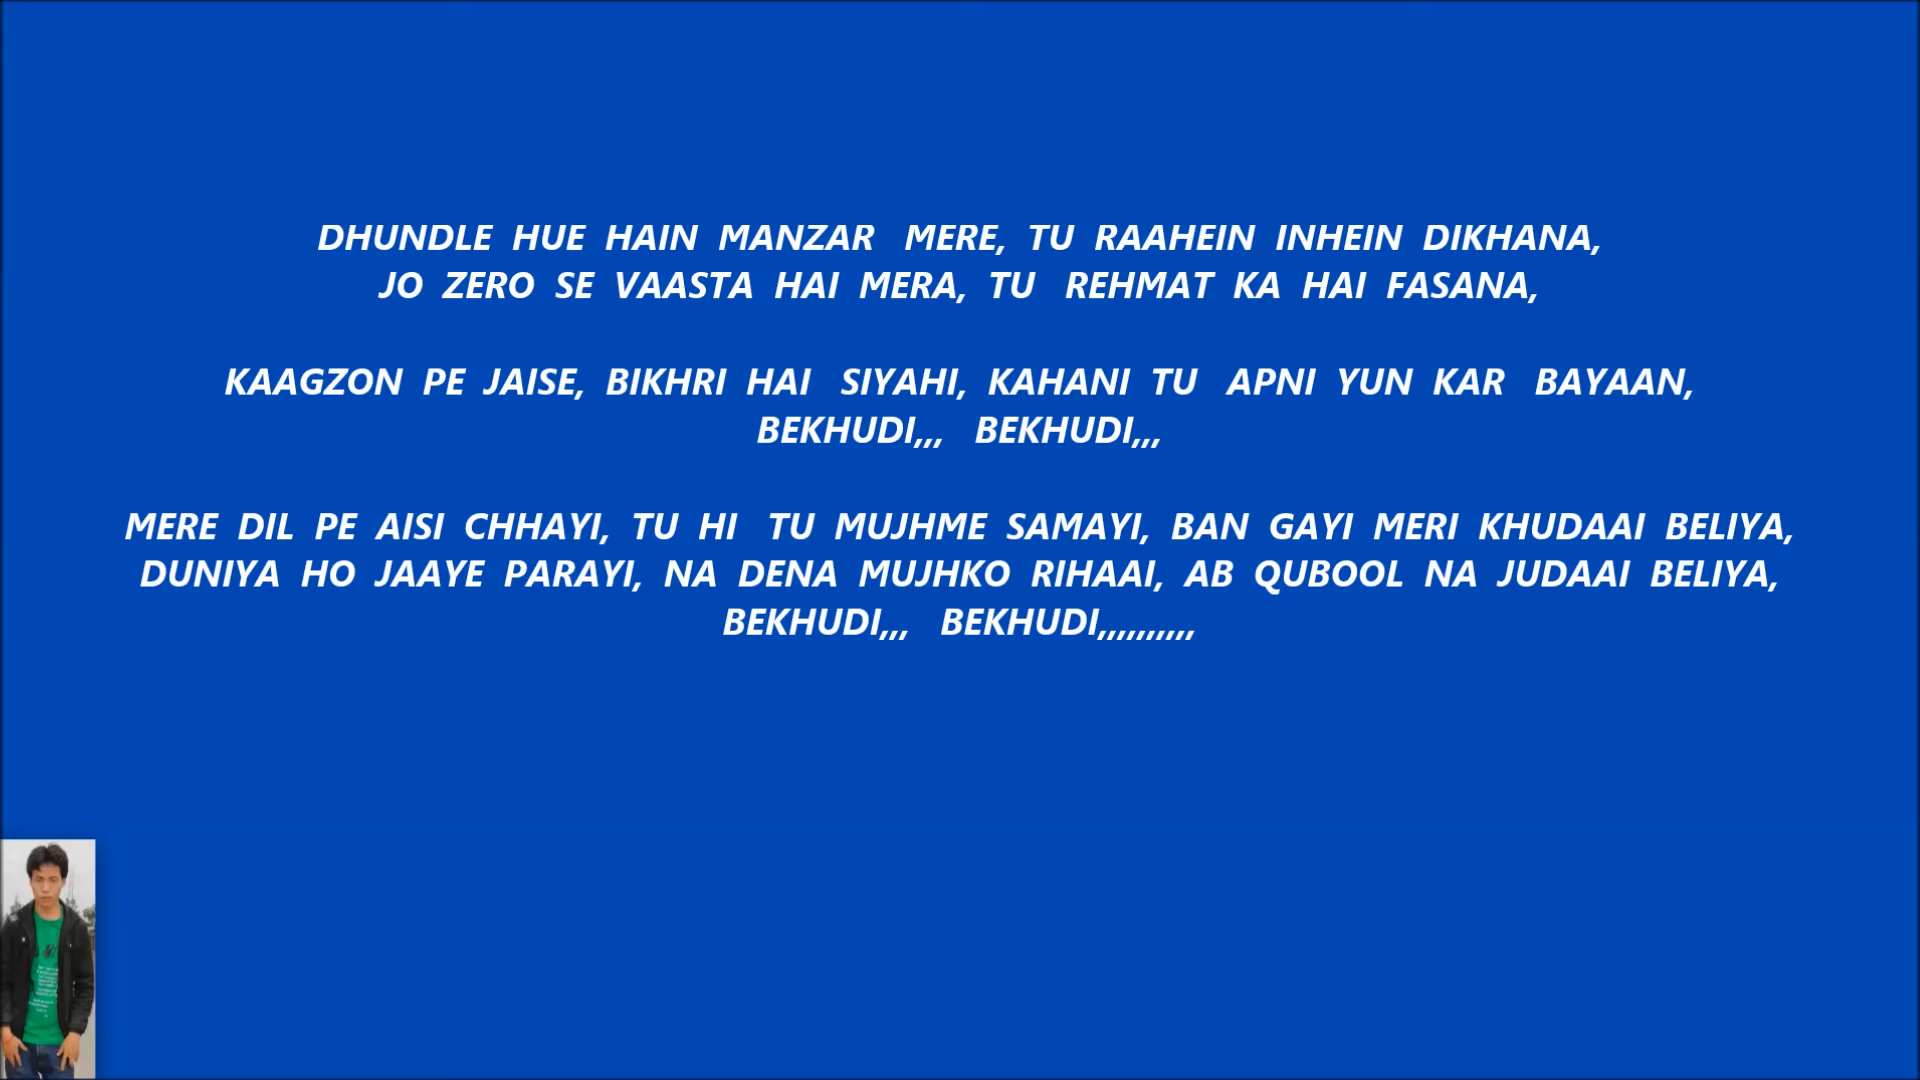 DHUNDLE HUE HAIN MANZAR MERE, TU RAAHEIN INHEIN DIKHANA,
JO ZERO SE VAASTA HAI MERA, TU REHMAT KA HAI FASANA,
KAAGZON PE JAISE, BIKHRI HAI SIYAHI, KAHANI TU APNI YUN KAR BAYAAN,
BEKHUDI,,, BEKHUDI,,,
MERE DIL PE AISI CHHAYI, TU HI TU MUJHME SAMAYI, BAN GAYI MERI KHUDAAI BELIYA,
DUNIYA HO JAAYE PARAYI, NA DENA MUJHKO RIHAAI, AB QUBOOL NA JUDAAI BELIYA,
BEKHUDI,,, BEKHUDI,,,,,,,,,,